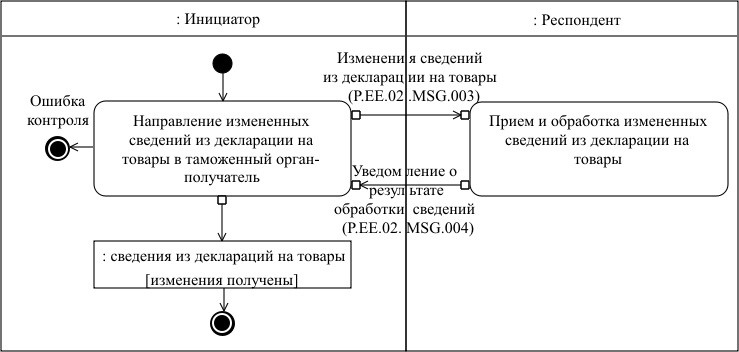 : Инициатор
: Респондент
Изменения сведений
из декларации на товары
(P.EE.02 .MSG.003)
Ошибка
контроля
Направление измененных
сведений из декларации на
товары в таможенный орган-
получатель
Прием и обработка измененных
сведений из декларации на
товары
Уведомление о
результате
обработки сведений
(P.EE.02. MSG.004)
: сведения из деклараций на товары
[изменения получены]